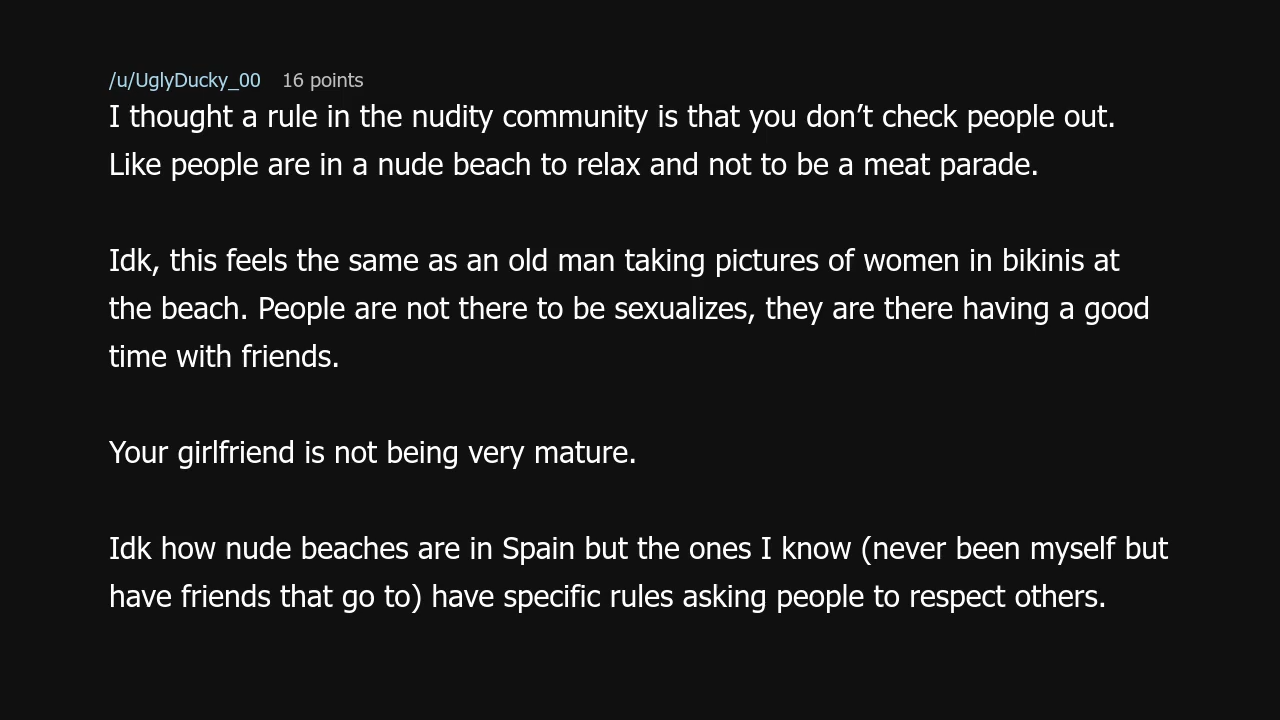 /u/UglyDucky_00 16 points
I thought a rule in the nudity community is that you don’t check people out.
Like people are in a nude beach to relax and not to be a meat parade.
Idk, this feels the same as an old man taking pictures of women in bikinis at
the beach. People are not there to be sexualizes, they are there having a good
time with friends.
Your girlfriend is not being very mature.
Idk how nude beaches are in Spain but the ones I know (never been myself but
have friends that go to) have specific rules asking people to respect others.